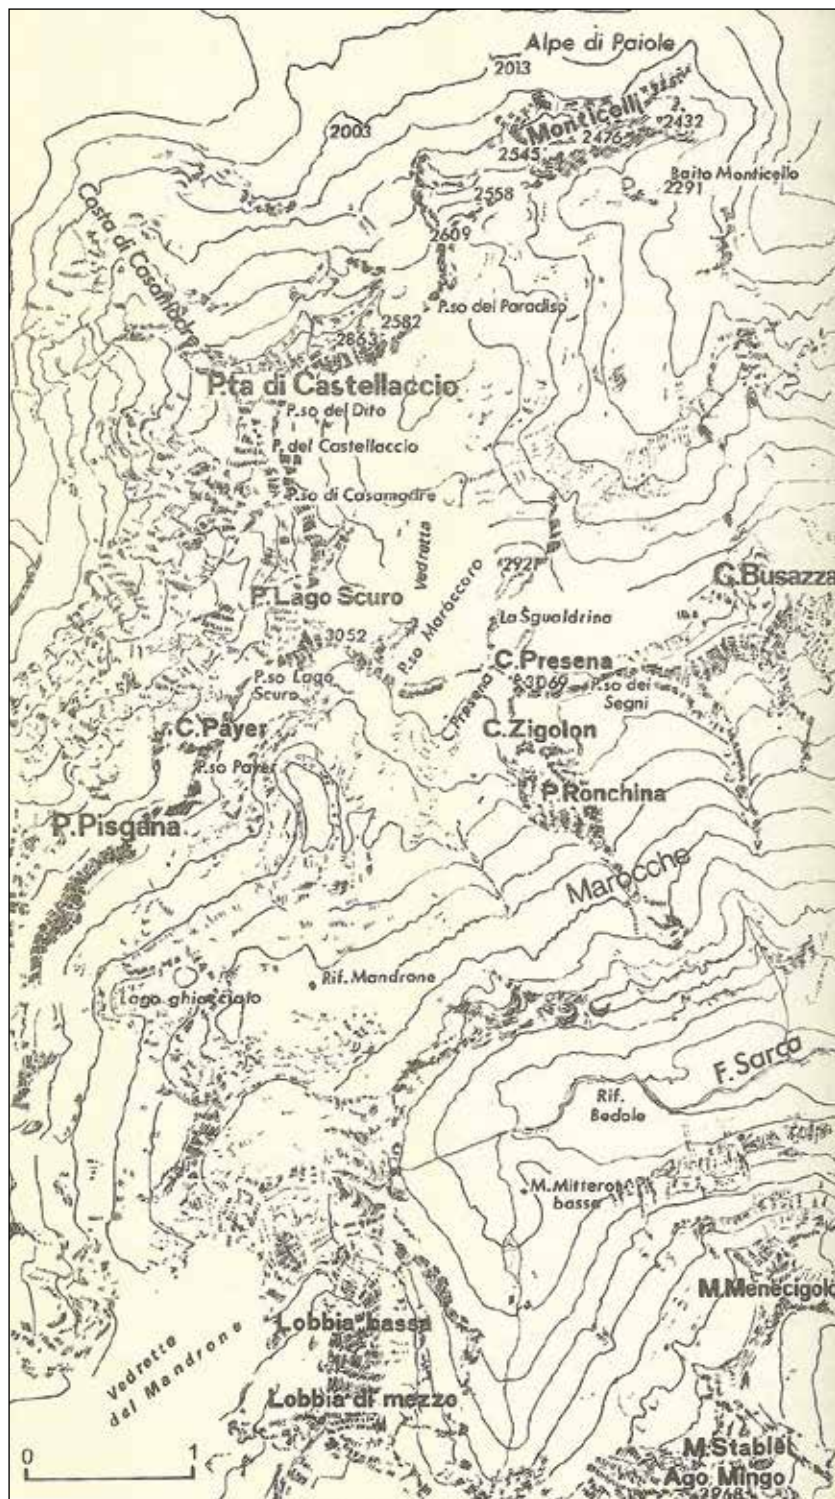 Alpe di Paiole
2013
Monticelli
2003
2545
2476
2432
Baito Monticello
2291
2558
Costa di Casamadre
2609
P.so del Paradiso
2582
2863
P.ta di Castellaccio
P.so del Dito
P. del Castellaccio
P.so di Casamadre
Vedretta
2921
C.Busazza
P.Lago Scuro
P.so Maroccoro
La Sgualdrina
3052
C.Presena
P.so Lago
Scuro
3069
P.so dei
Segni
C.Presena
C.Payer
C.Zigolon
P.so Payer
P.Ronchina
P.Pisgana
Marocche
Rif. Mandrone
Lago ghiacciato
F. Sarca
Rif.
Bedole
M.Mitterot
bassa
M.Menecigolo
Lobbia bassa
Vedretta
del Mandrone
Lobbia di mezzo
0 1
M.Stablel
Ago Mingo